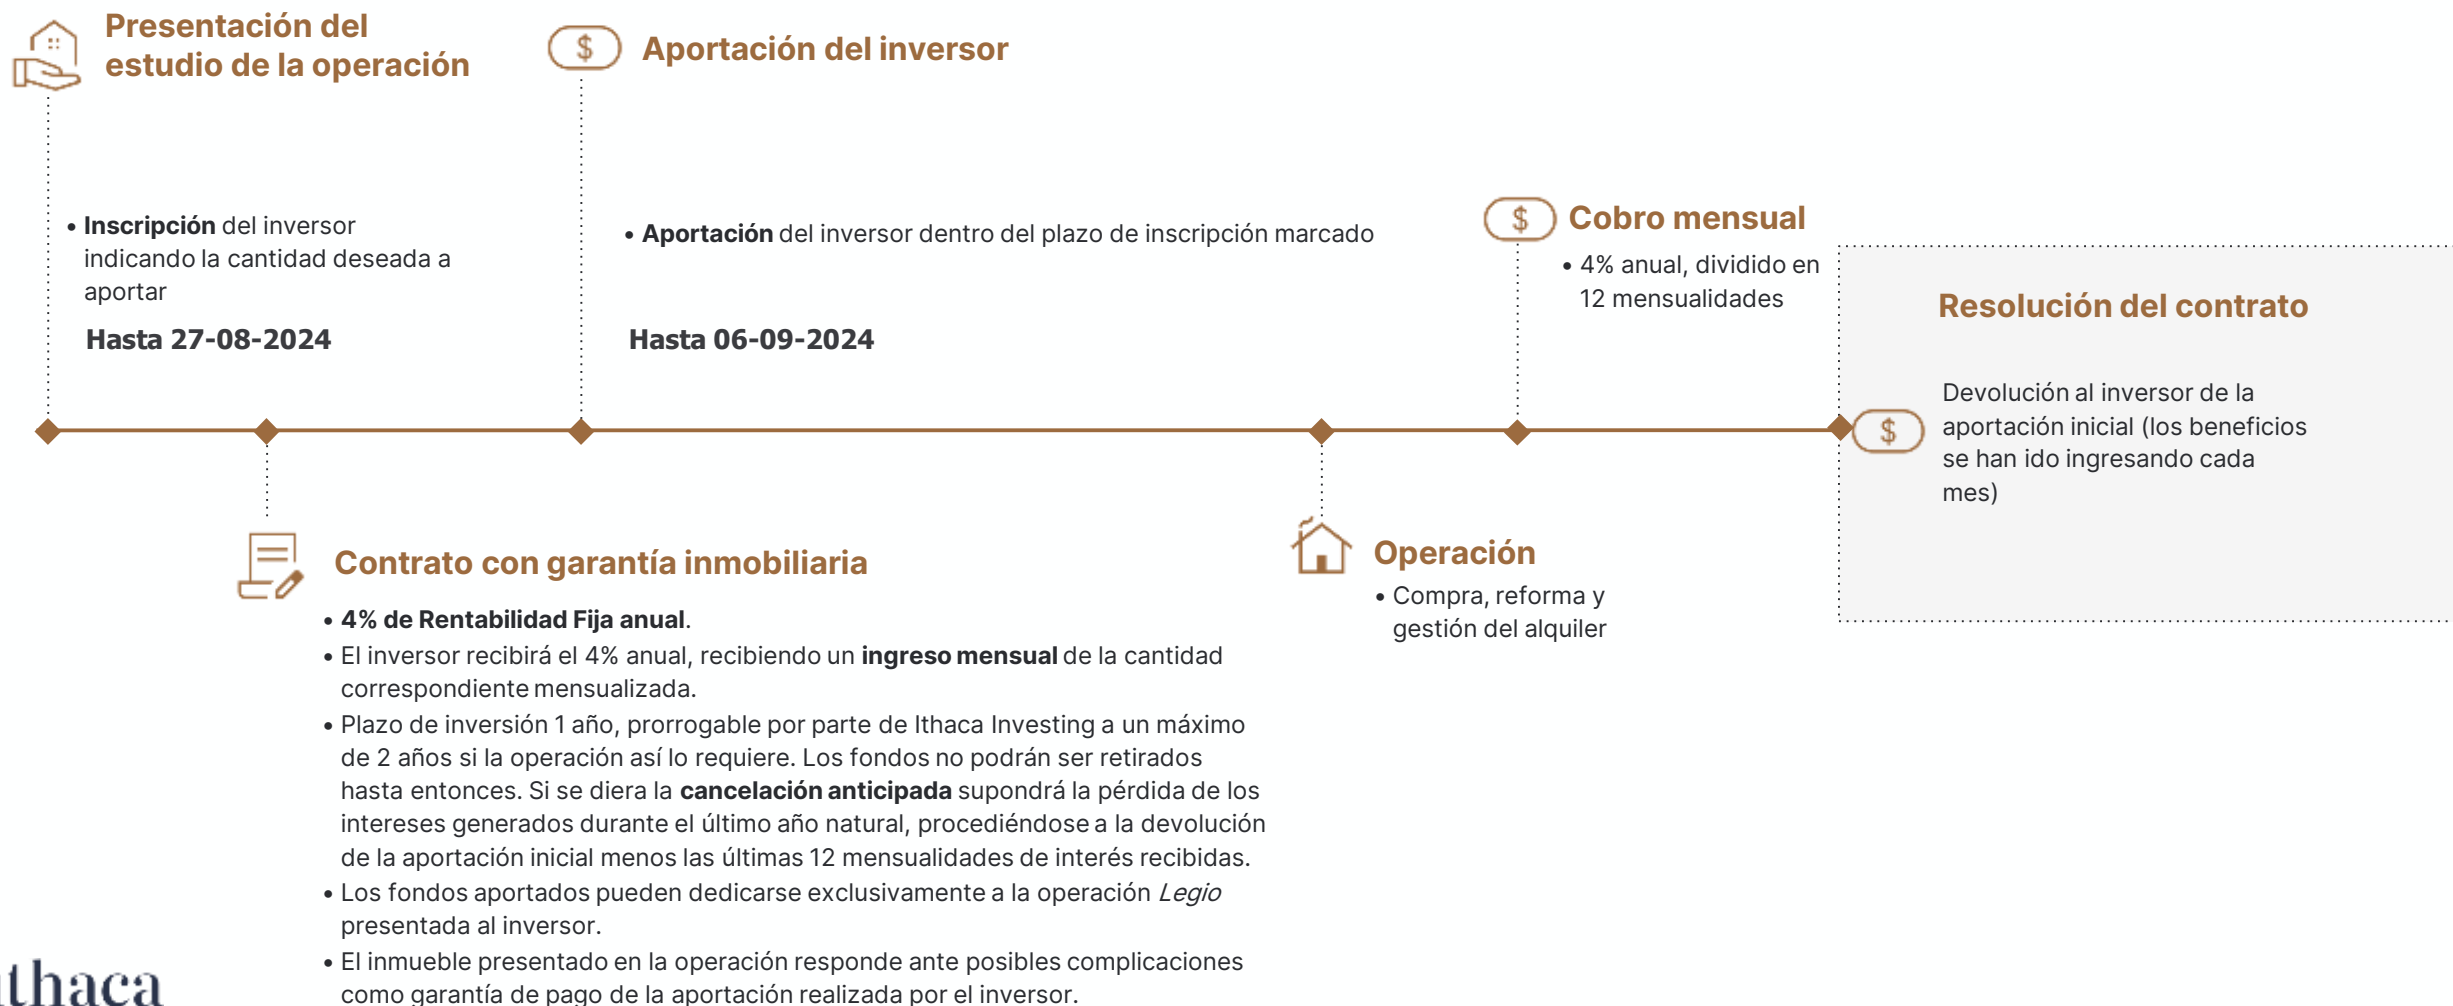 Presentación del
estudio de la operación
• Inscripción del inversor
indicando la cantidad deseada a
aportar
Hasta 27-08-2024
Aportación del inversor
• Aportación del inversor dentro del plazo de inscripción marcado
Hasta 06-09-2024
Cobro mensual
• 4% anual, dividido en
12 mensualidades
Resolución del contrato
Devolución al inversor de la
aportación inicial (los beneficios
se han ido ingresando cada
mes)
Contrato con garantía inmobiliaria
• 4% de Rentabilidad Fija anual.
• El inversor recibirá el 4% anual, recibiendo un ingreso mensual de la cantidad
correspondiente mensualizada.
• Plazo de inversión 1 año, prorrogable por parte de Ithaca Investing a un máximo
de 2 años si la operación así lo requiere. Los fondos no podrán ser retirados
hasta entonces. Si se diera la cancelación anticipada supondrá la pérdida de los
intereses generados durante el último año natural, procediéndose a la devolución
de la aportación inicial menos las últimas 12 mensualidades de interés recibidas.
• Los fondos aportados pueden dedicarse exclusivamente a la operación Legio
presentada al inversor.
• El inmueble presentado en la operación responde ante posibles complicaciones
como garantía de pago de la aportación realizada por el inversor.
Operación
• Compra, reforma y
gestión del alquiler
ithaca